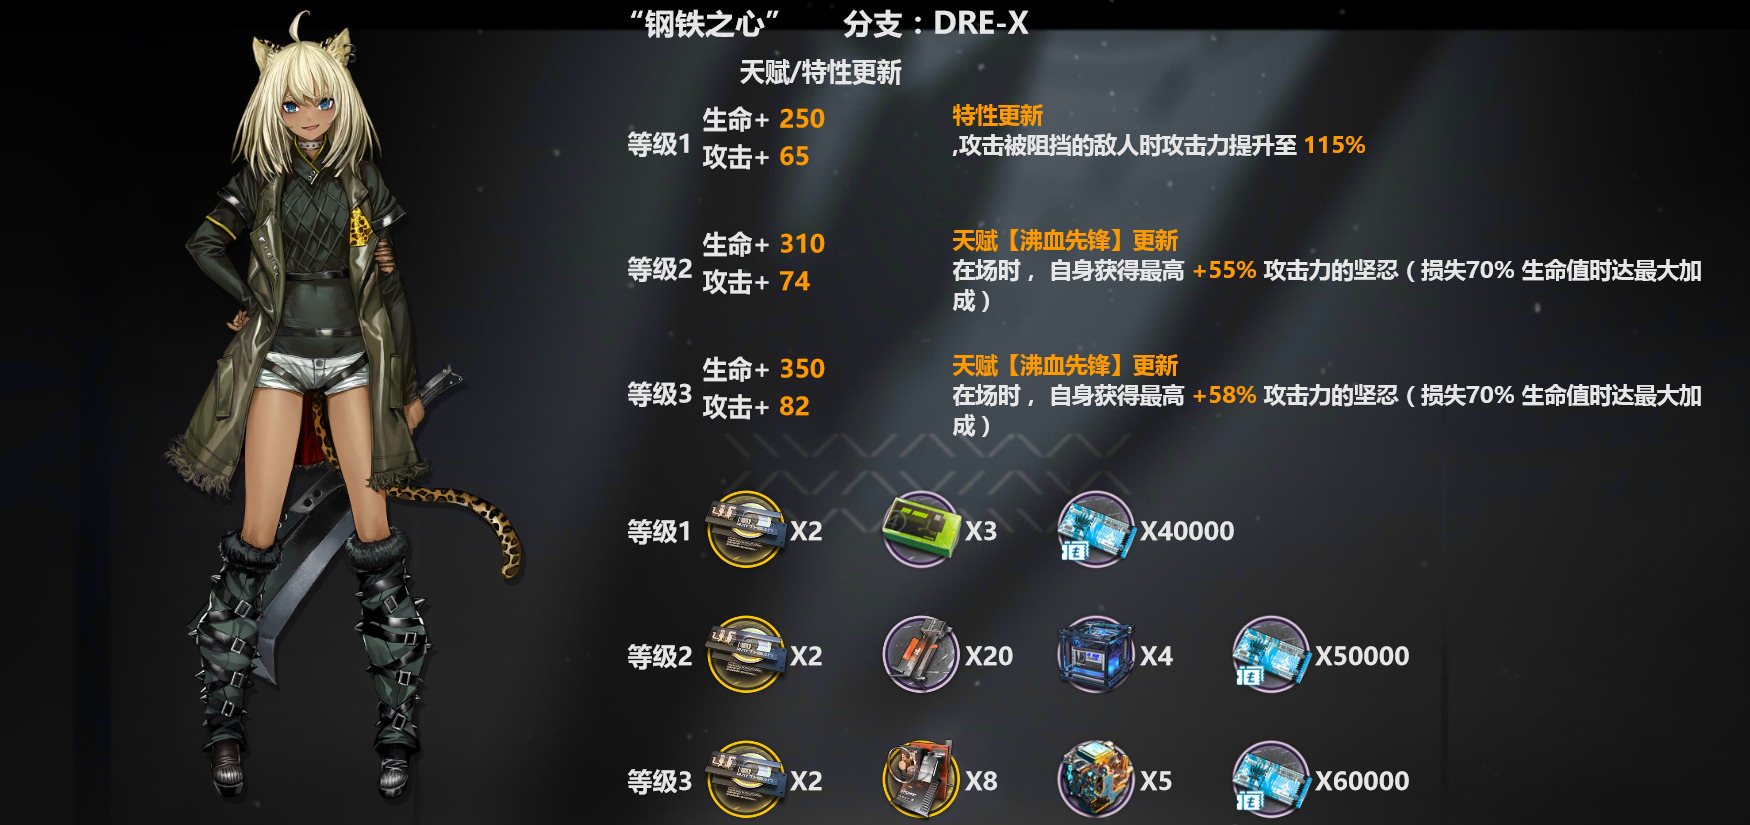 “钢铁之心” 分支：DRE-X
天赋/特性更新
等级1
生命+ 250
攻击+ 65
特性更新
,攻击被阻挡的敌人时攻击力提升至 115%
等级2
生命+ 310
攻击+ 74
天赋【沸血先锋】更新
在场时， 自身获得最高 +55% 攻击力的坚忍（损失70% 生命值时达最大加
成）
等级3
生命+ 350
攻击+ 82
天赋【沸血先锋】更新
在场时， 自身获得最高 +58% 攻击力的坚忍（损失70% 生命值时达最大加
成）
等级1 X2 X3 X40000
等级2 X2 X20 X4 X50000
等级3 X2 X8 X5 X60000